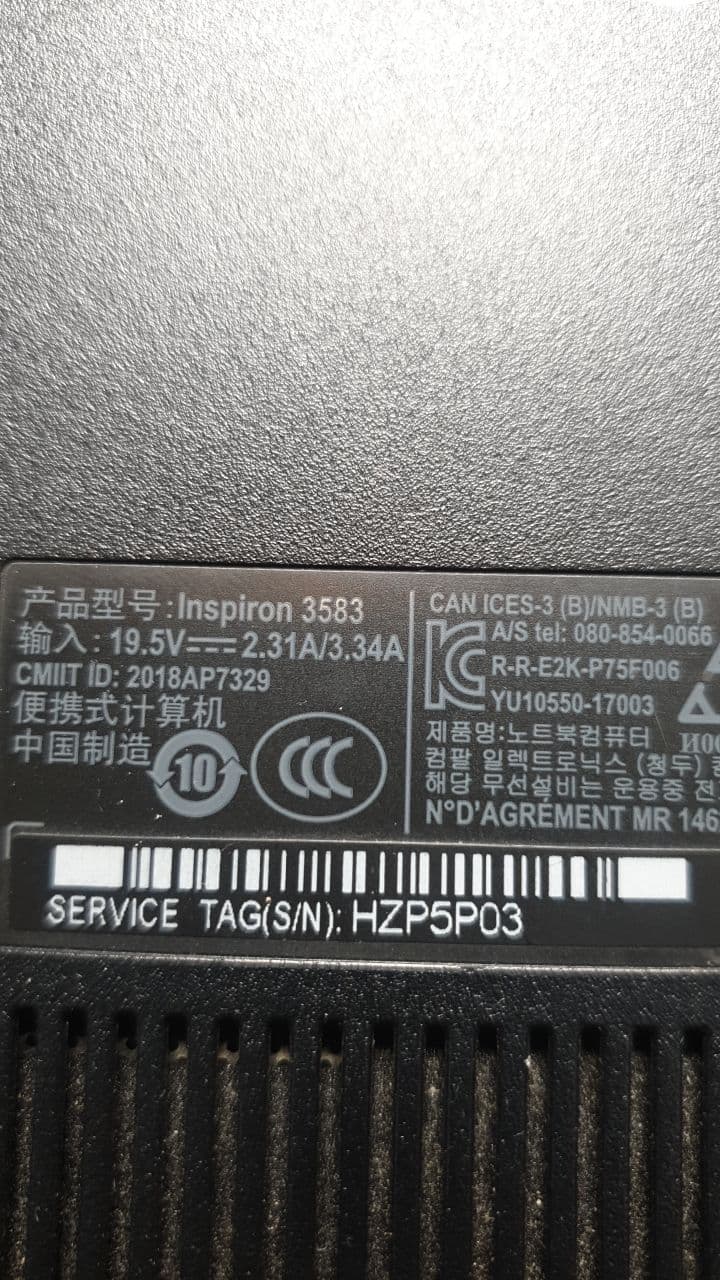 产品型号:Inspiron 3583
输入: 19.5V⎓2.31A/3.34A
CMIIT ID: 2018AP7329
便携式计算机
中国制造
10
CCC
CAN ICES-3 (B)/NMB-3 (B)
A/S tel: 080-854-0066
R-R-E2K-P75F006
YU10550-17003
제품명:노트북컴퓨터
컴팔 일렉트로닉스 (청두)
해당 무선설비는 운용중
N°D'AGRÉMENT MR 146
SERVICE TAG(S/N): HZP5P03